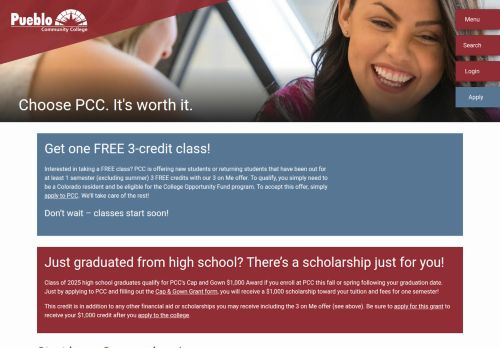 Pueblo
Community College
Menu
Search
Login
Apply
Choose PCC. It's worth it.
Get one FREE 3-credit class!
Interested in taking a FREE class? PCC is offering new students or returning students that have been out for
at least 1 semester (excluding summer) 3 FREE credits with our 3 on Me offer. To qualify, you simply need to
be a Colorado resident and be eligible for the College Opportunity Fund program. To accept this offer, simply
apply to PCC. We'll take care of the rest!
Don't wait – classes start soon!
Just graduated from high school? There's a scholarship just for you!
Class of 2025 high school graduates qualify for PCC's Cap and Gown $1,000 Award if you enroll at PCC this fall or spring following your graduation date.
Just by applying to PCC and filling out the Cap & Gown Grant form, you will receive a $1,000 scholarship toward your tuition and fees for one semester!
This credit is in addition to any other financial aid or scholarships you may receive including the 3 on Me offer (see above). Be sure to apply for this grant to
receive your $1,000 credit after you apply to the college.